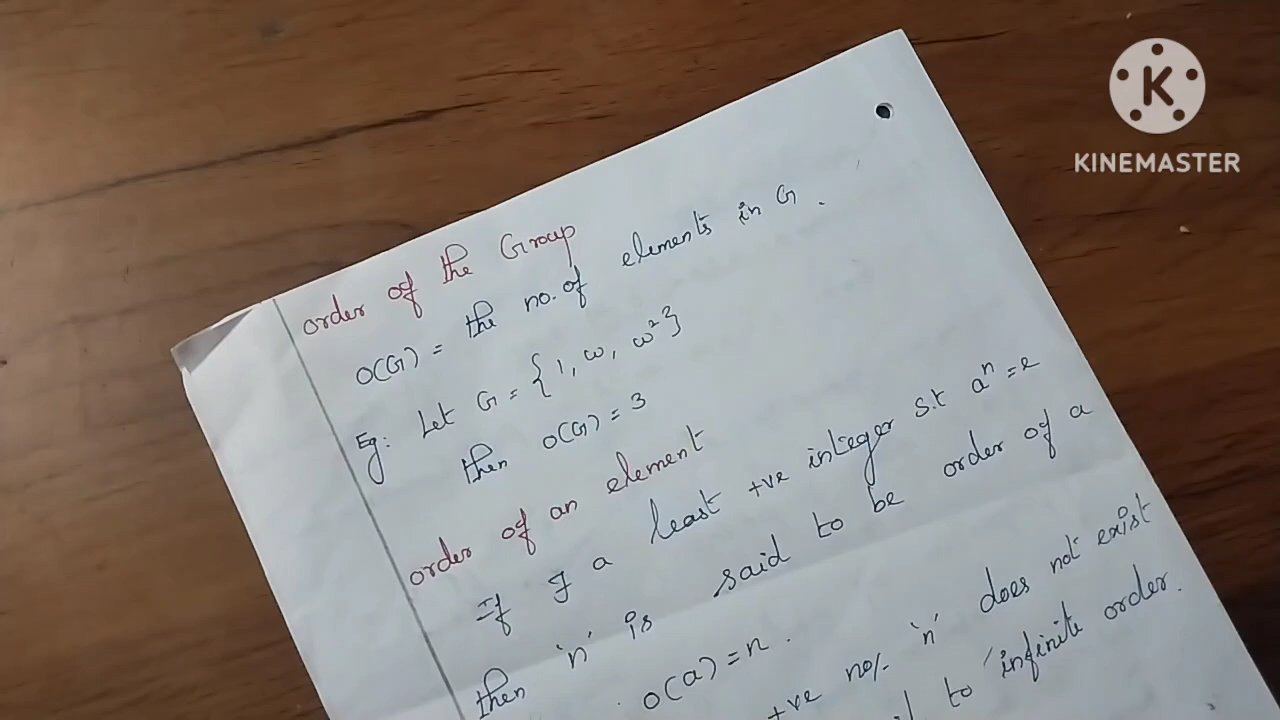 order of the Group
O(G) = the no. of elements in G.
Eg: Let G = {1, ω, ω²}
then O(G) = 3
order of an element
If ∃ a least +ve integer s.t aⁿ = e
then 'n' is said to be order of a
O(a) = n.
+ve no/. 'n' does not exist
to infinite order.
K
KINEMASTER